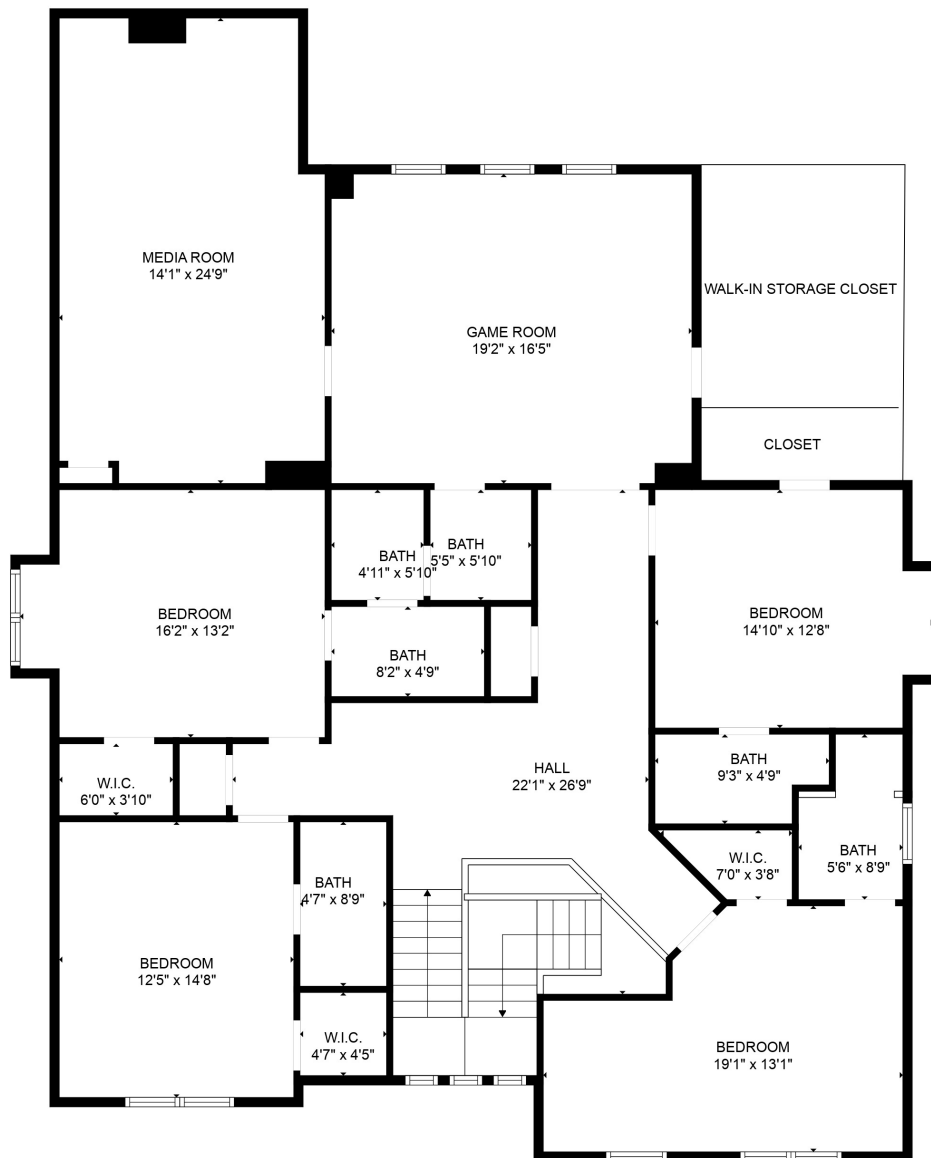 MEDIA ROOM
14'1" x 24'9"
WALK-IN STORAGE CLOSET
GAME ROOM
19'2" x 16'5"
CLOSET
BATH
4'11" x 5'10"
BATH
5'5" x 5'10"
BEDROOM
16'2" x 13'2"
BEDROOM
14'10" x 12'8"
BATH
8'2" x 4'9"
W.I.C.
6'0" x 3'10"
HALL
22'1" x 26'9"
BATH
9'3" x 4'9"
W.I.C.
7'0" x 3'8"
BATH
5'6" x 8'9"
BATH
4'7" x 8'9"
BEDROOM
12'5" x 14'8"
W.I.C.
4'7" x 4'5"
BEDROOM
19'1" x 13'1"